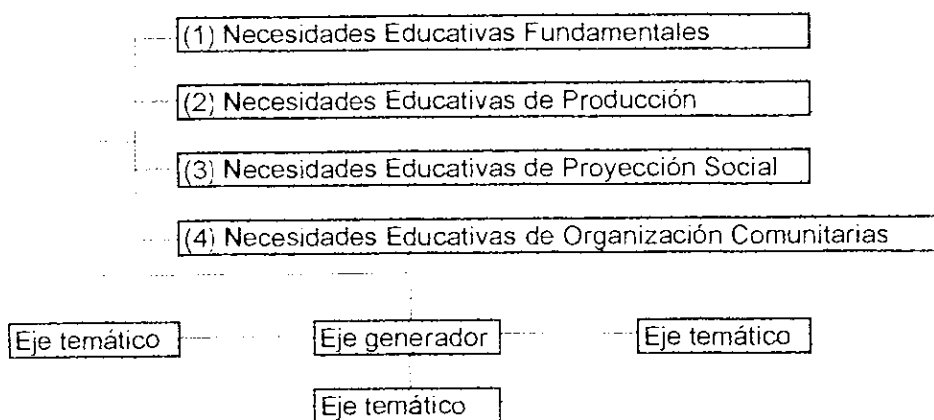 (1) Necesidades Educativas Fundamentales
(2) Necesidades Educativas de Producción
(3) Necesidades Educativas de Proyección Social
(4) Necesidades Educativas de Organización Comunitarias
Eje temático Eje generador Eje temático
Eje temático